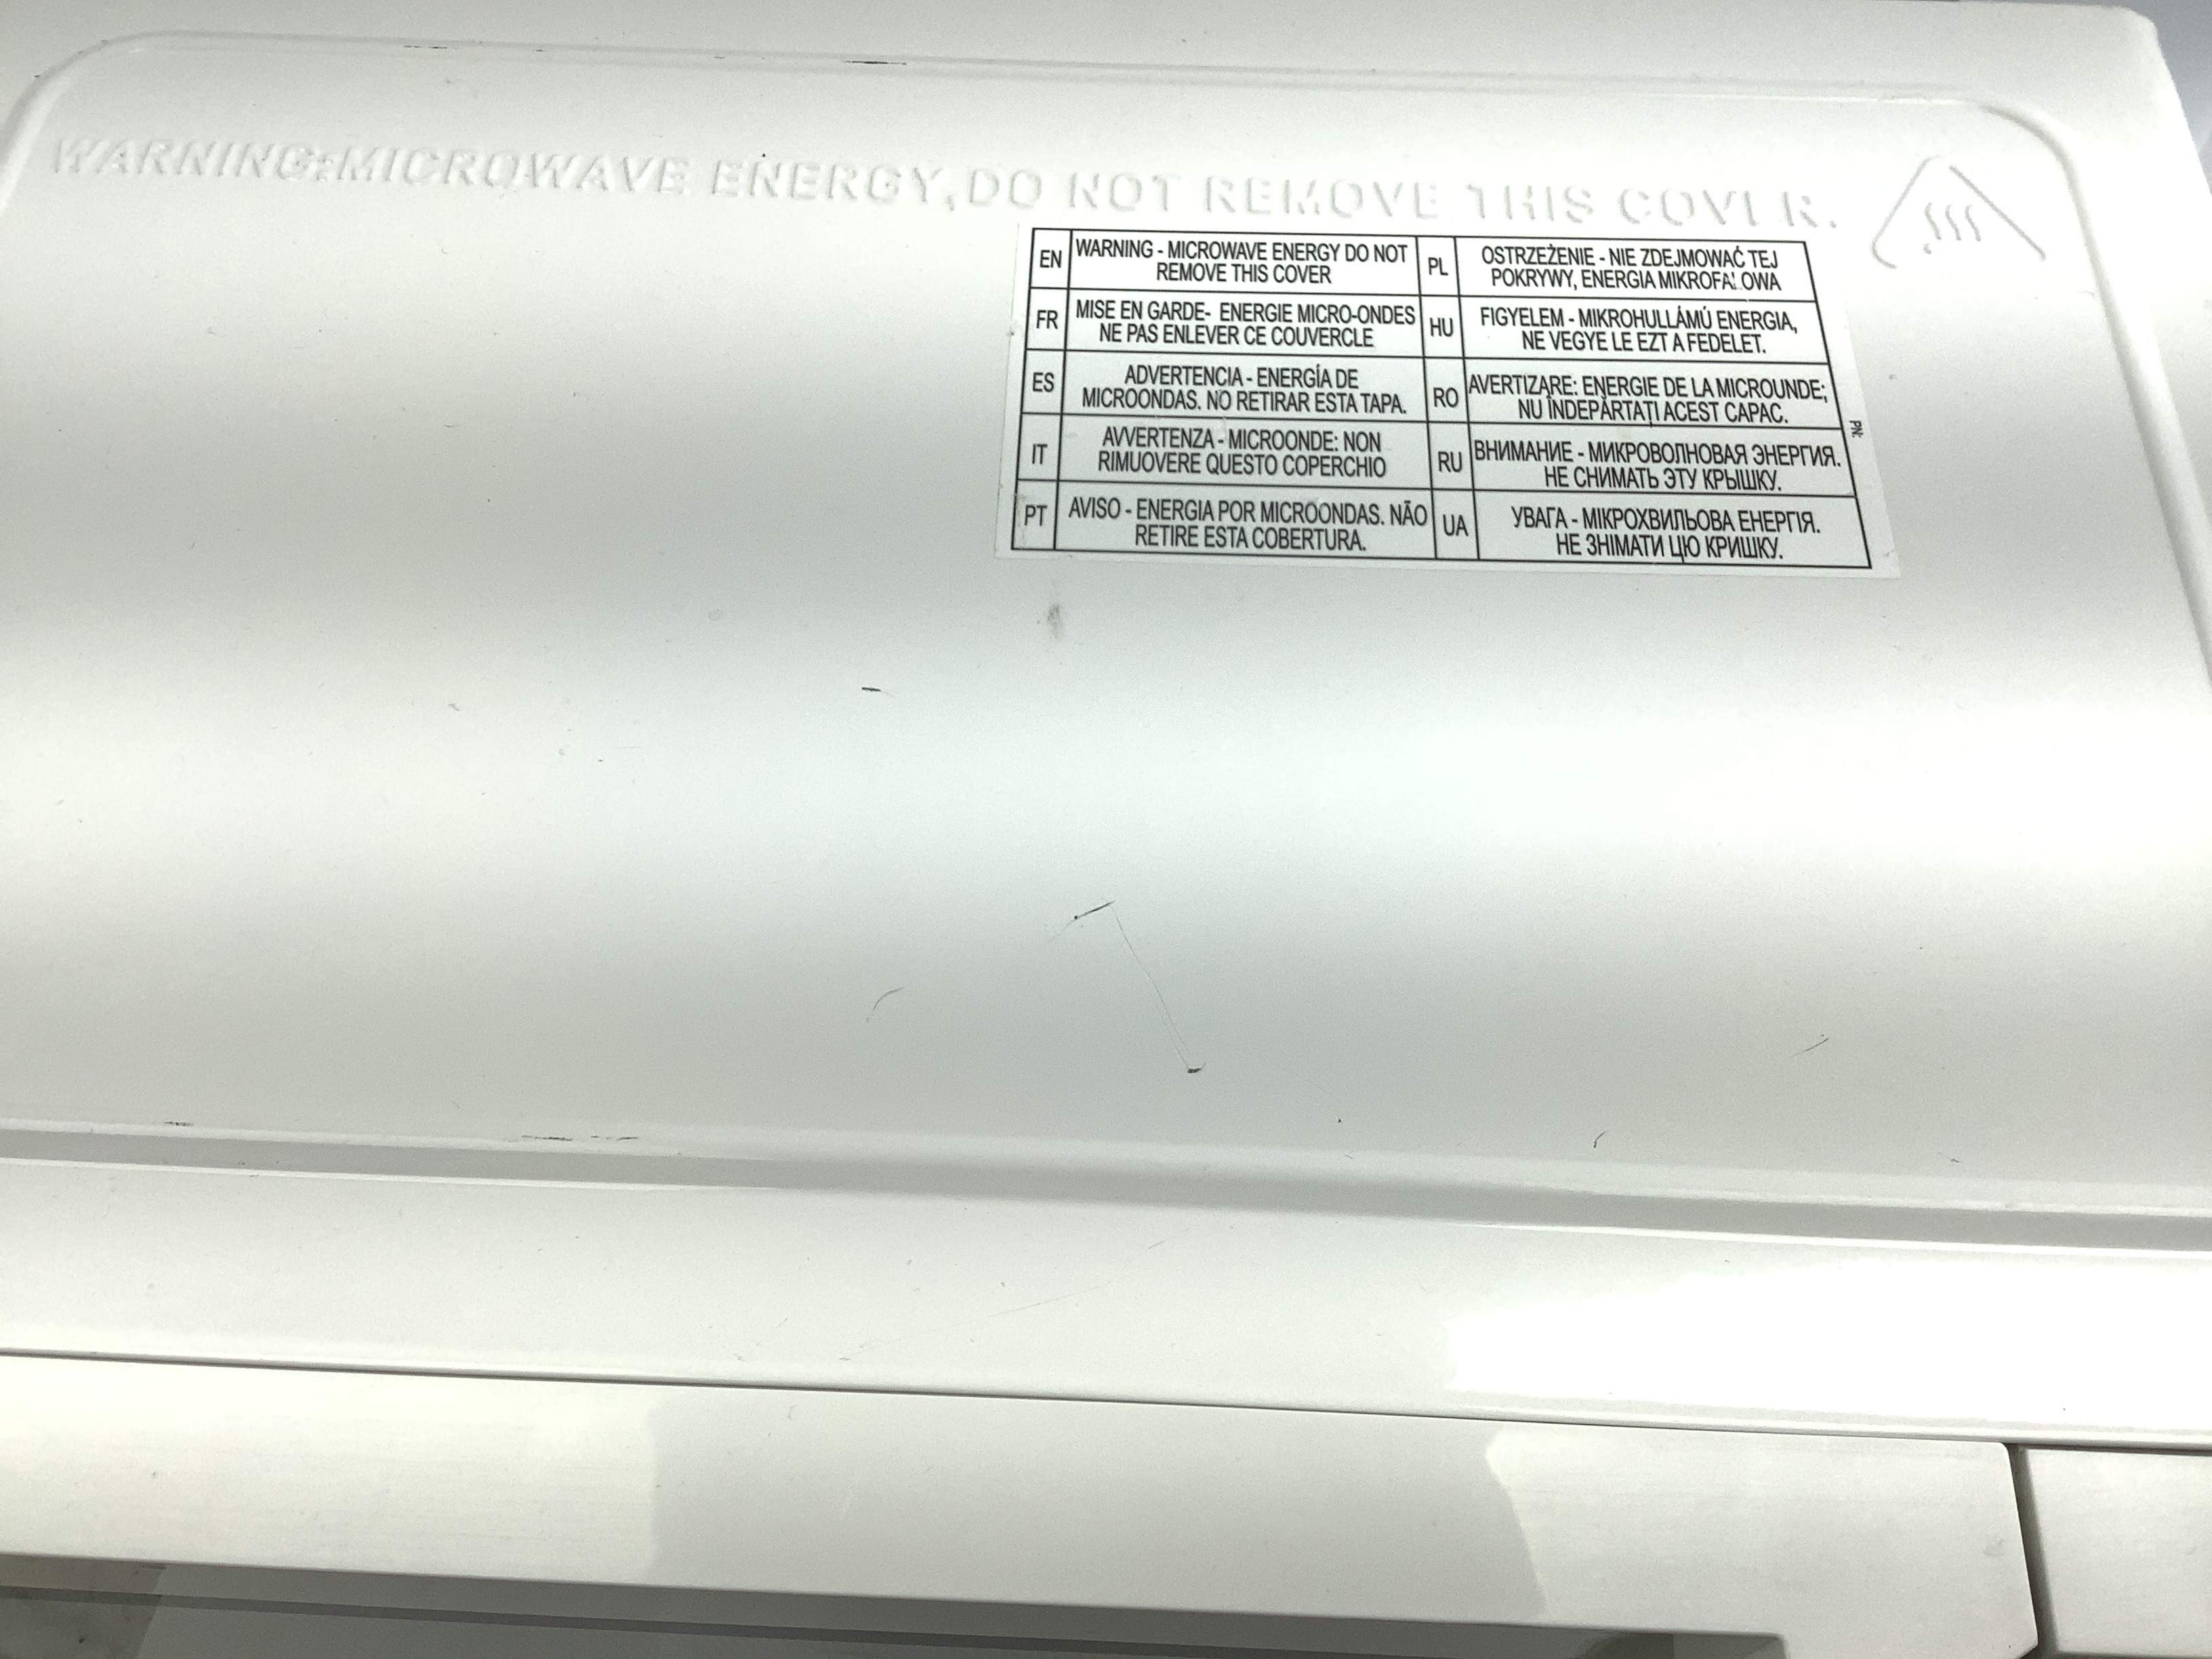 WARNING:MICROWAVE ENERGY,DO NOT REMOVE THIS COVER.
EN
WARNING - MICROWAVE ENERGY DO NOT
REMOVE THIS COVER
PL
OSTRZEŻENIE - NIE ZDEJMOWAĆ TEJ
POKRYWY, ENERGIA MIKROFALOWA
FR
MISE EN GARDE- ENERGIE MICRO-ONDES
NE PAS ENLEVER CE COUVERCLE
HU
FIGYELEM - MIKROHULLÁMÚ ENERGIA,
NE VEGYE LE EZT A FEDELET.
ES
ADVERTENCIA - ENERGÍA DE
MICROONDAS. NO RETIRAR ESTA TAPA.
RO
AVERTIZARE: ENERGIE DE LA MICROUNDE;
NU ÎNDEPĂRTAȚI ACEST CAPAC.
IT
AVVERTENZA - MICROONDE: NON
RIMUOVERE QUESTO COPERCHIO
RU
ВНИМАНИЕ - МИКРОВОЛНОВАЯ ЭНЕРГИЯ.
НЕ СНИМАТЬ ЭТУ КРЫШКУ.
PT
AVISO - ENERGIA POR MICROONDAS. NÃO
RETIRE ESTA COBERTURA.
UA
УВАГА - МІКРОХВИЛЬОВА ЕНЕРГІЯ.
НЕ ЗНІМАТИ ЦЮ КРИШКУ.
PN: